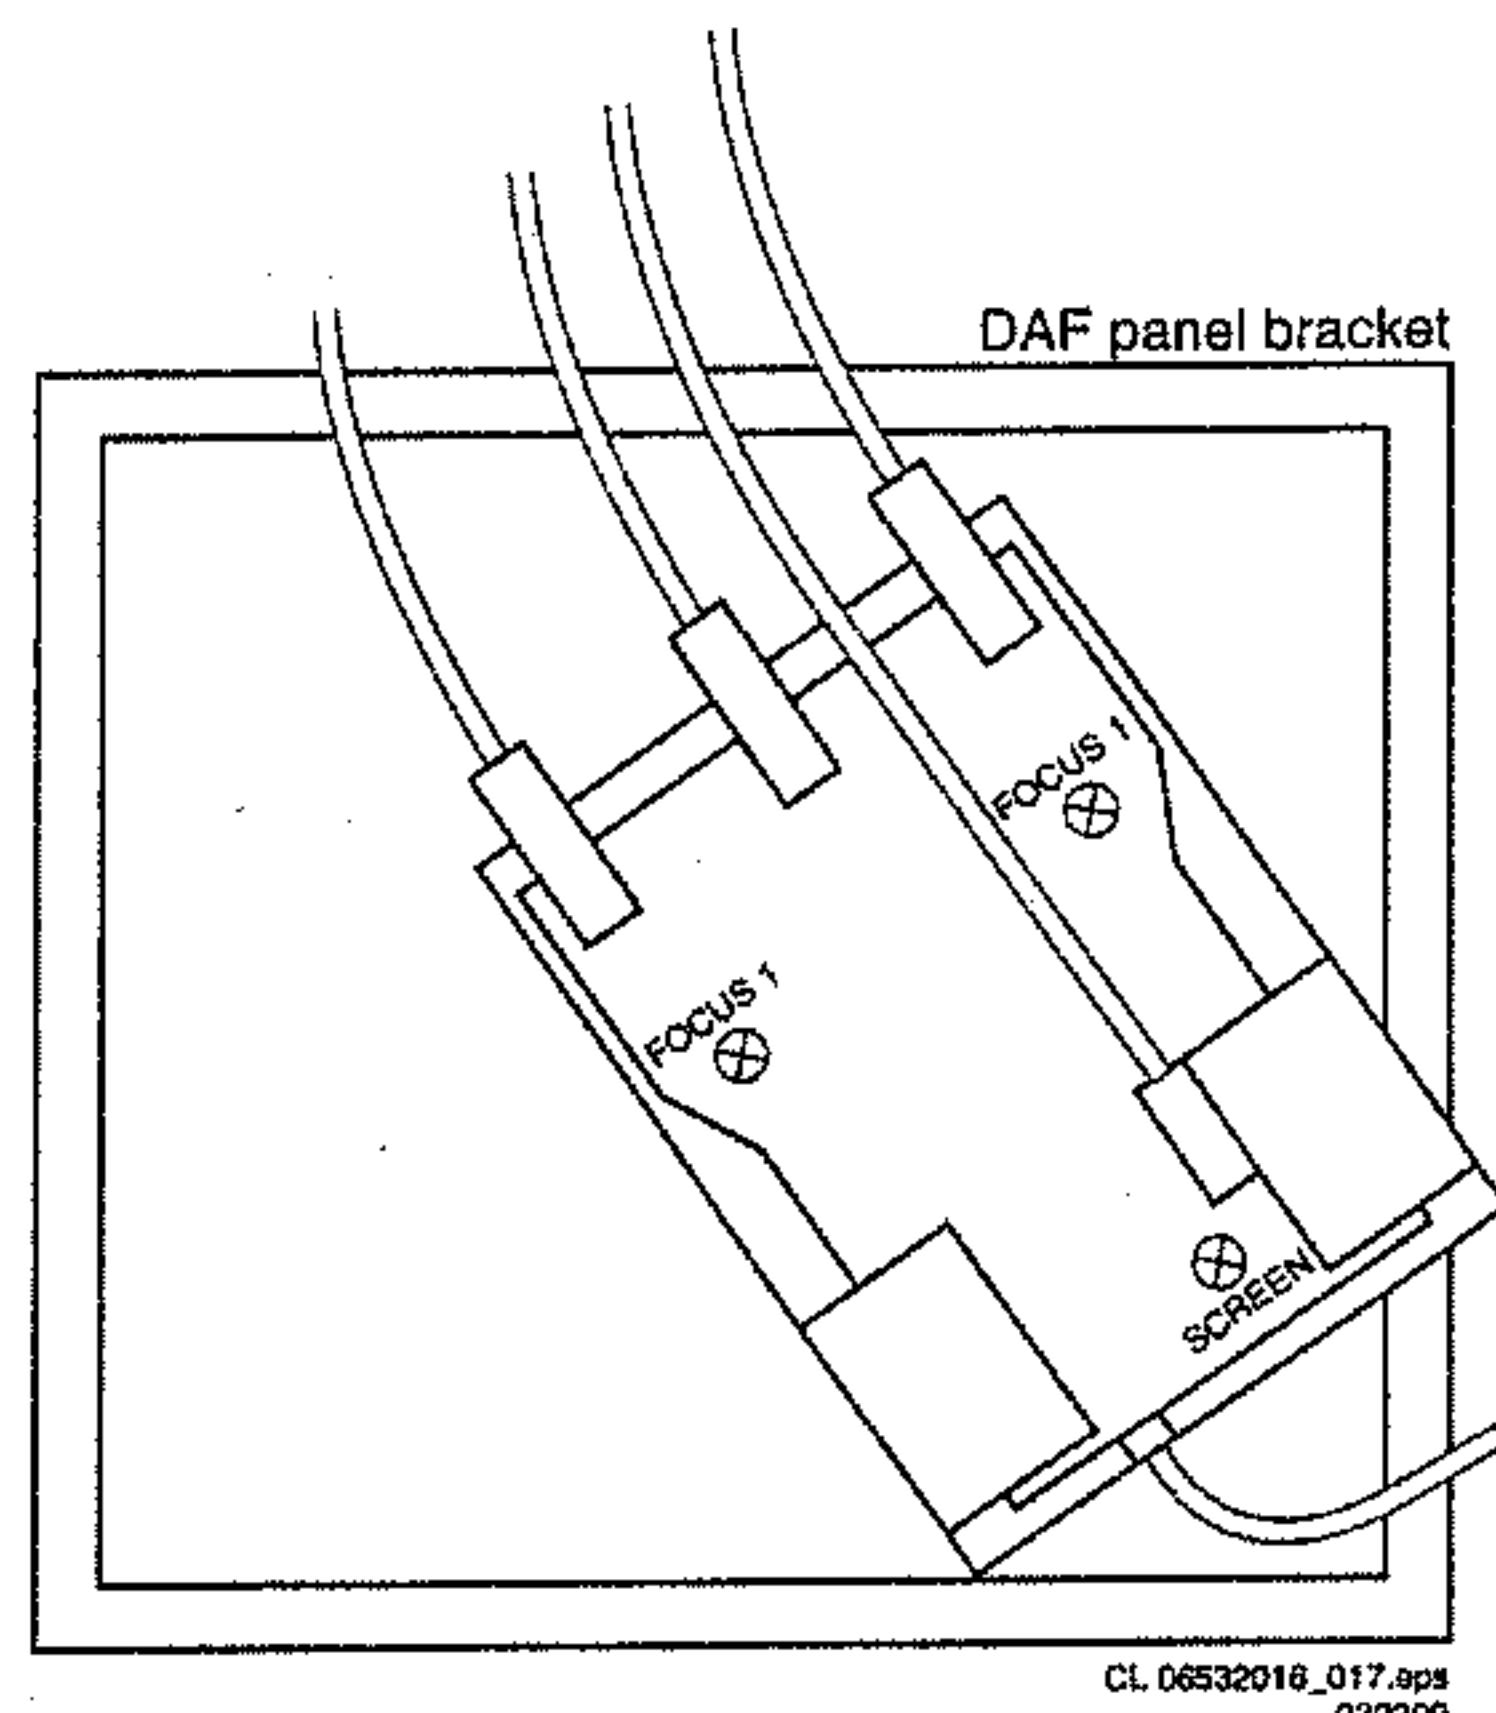 DAF panel bracket
FOCUS 1
FOCUS 1
SCREEN
CL 06532016_017.eps